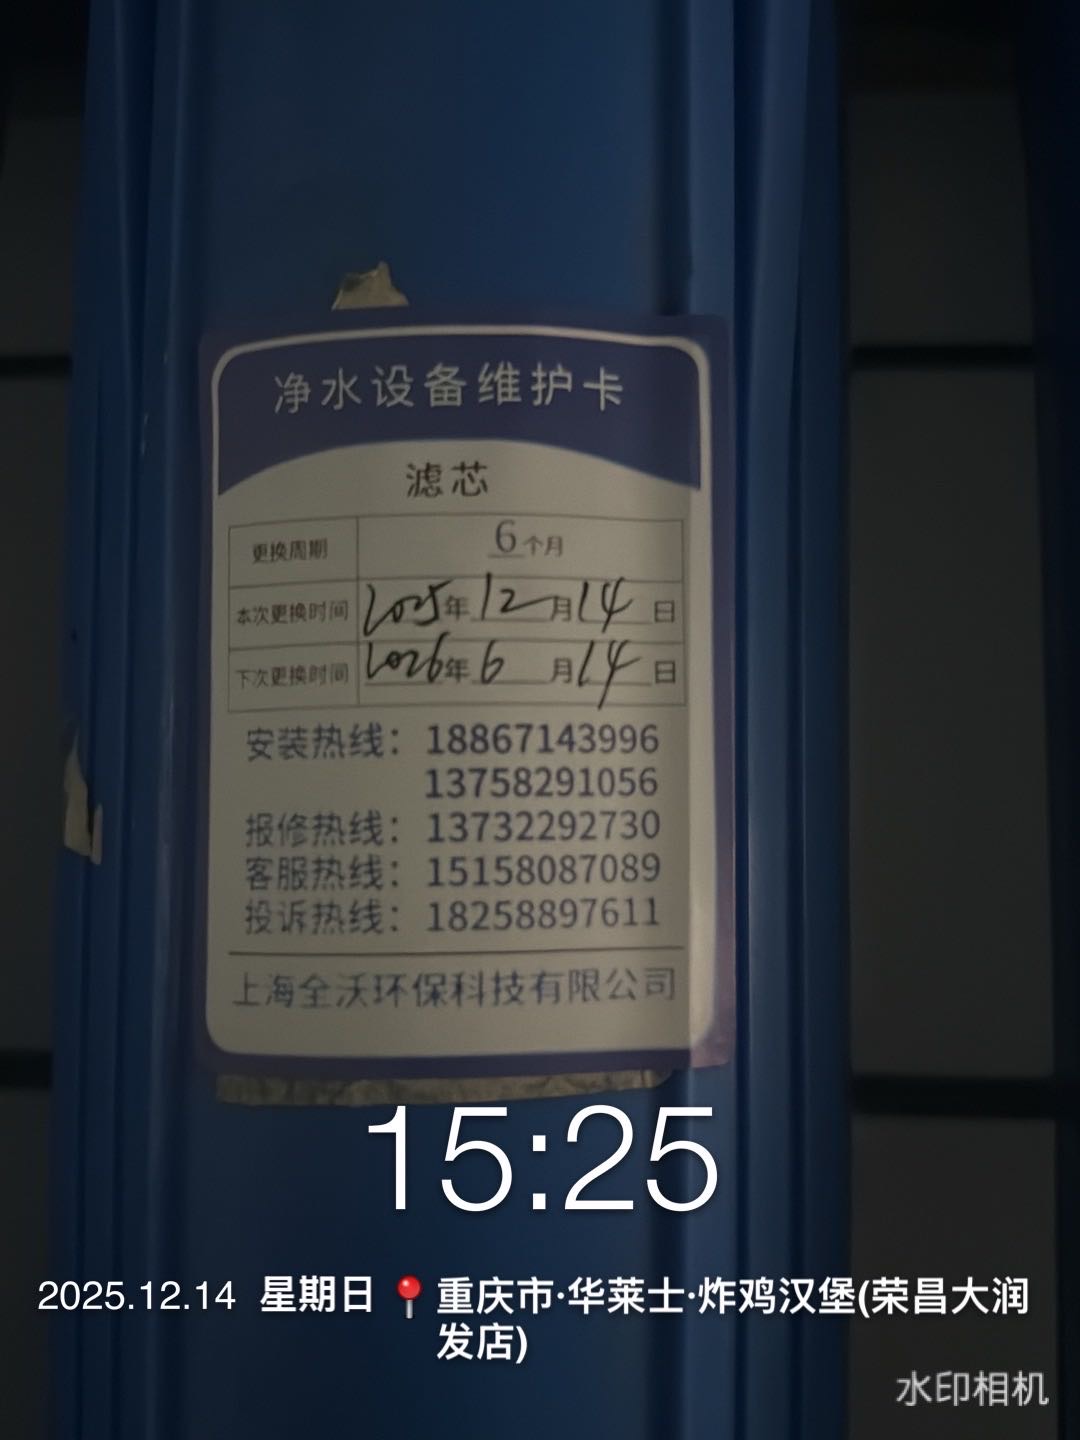 净水设备维护卡
滤芯
更换周期 6个月
本次更换时间 2025年12月14日
下次更换时间 2026年6月14日
安装热线：18867143996
13758291056
报修热线：13732292730
客服热线：15158087089
投诉热线：18258897611
上海全沃环保科技有限公司
15:25
2025.12.14 星期日 重庆市·华莱士·炸鸡汉堡(荣昌大润
发店)
水印相机